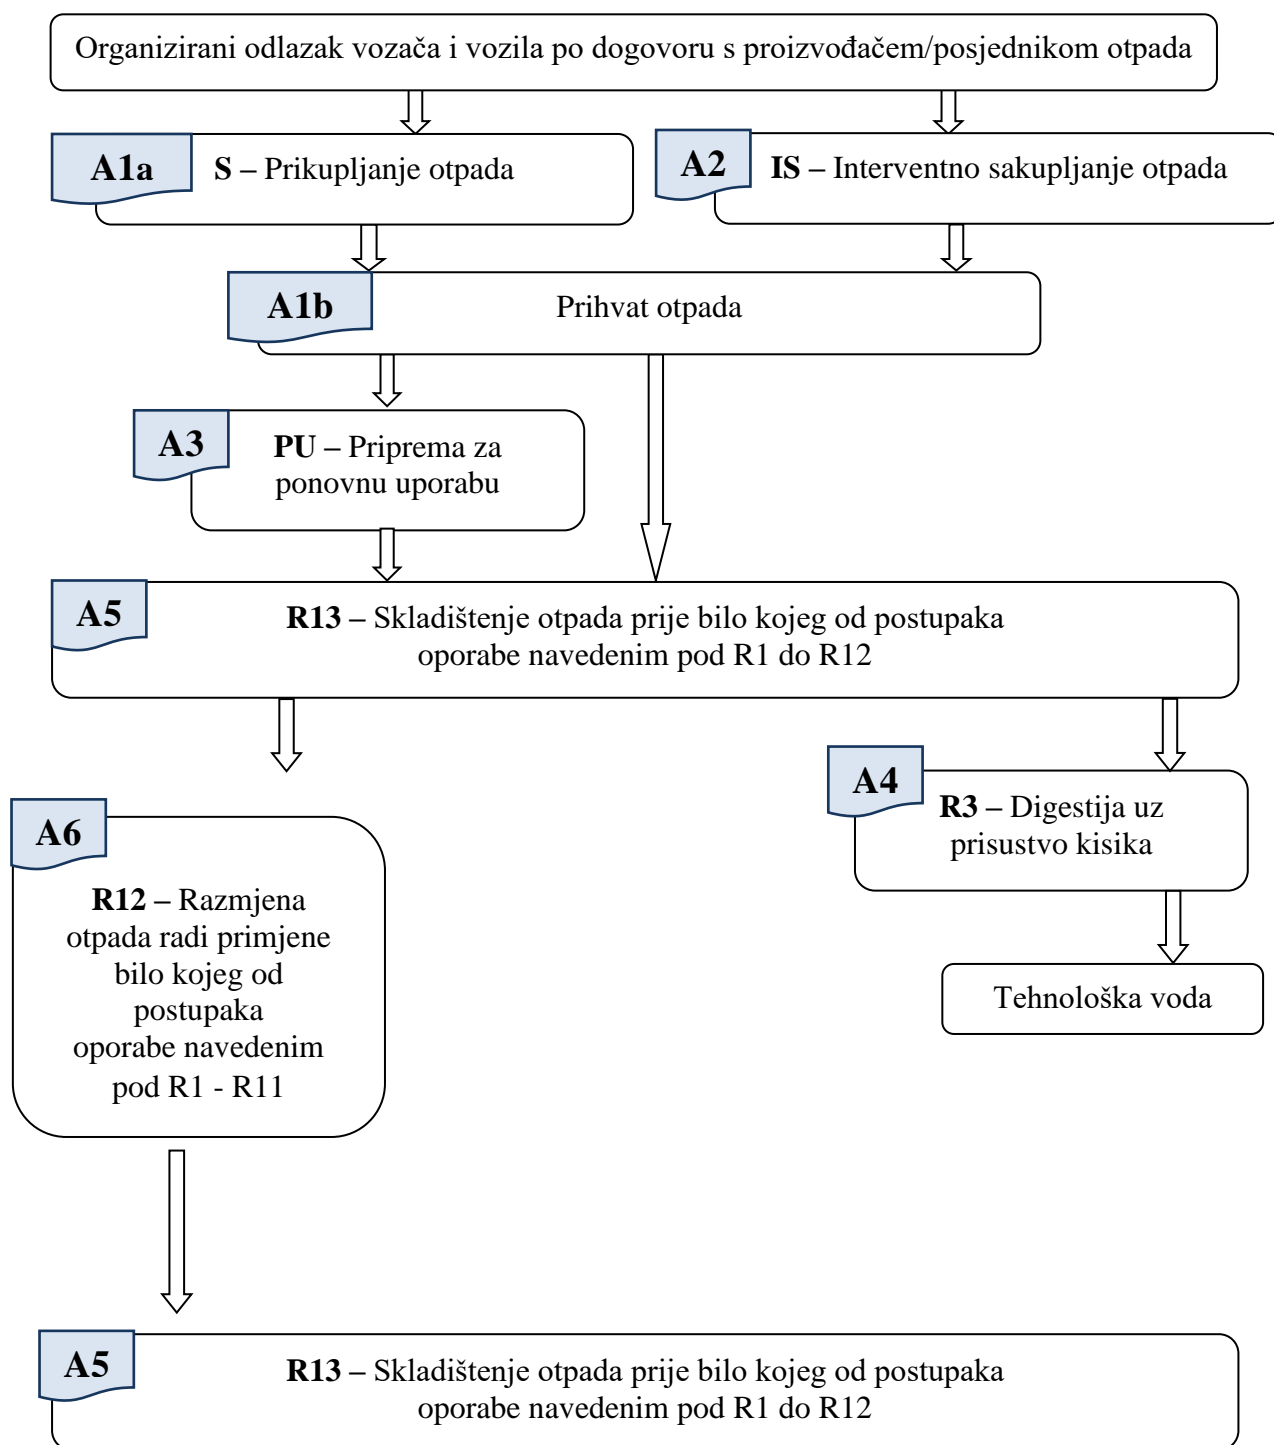 Organizirani odlazak vozača i vozila po dogovoru s proizvođačem/posjednikom otpada
A1a
S – Prikupljanje otpada
A2
IS – Interventno sakupljanje otpada
A1b
Prihvat otpada
A3
PU – Priprema za
ponovnu uporabu
A5
R13 – Skladištenje otpada prije bilo kojeg od postupaka
oporabe navedenim pod R1 do R12
A4
R3 – Digestija uz
prisustvo kisika
A6
R12 – Razmjena
otpada radi primjene
bilo kojeg od
postupaka
oporabe navedenim
pod R1 - R11
Tehnološka voda
A5
R13 – Skladištenje otpada prije bilo kojeg od postupaka
oporabe navedenim pod R1 do R12